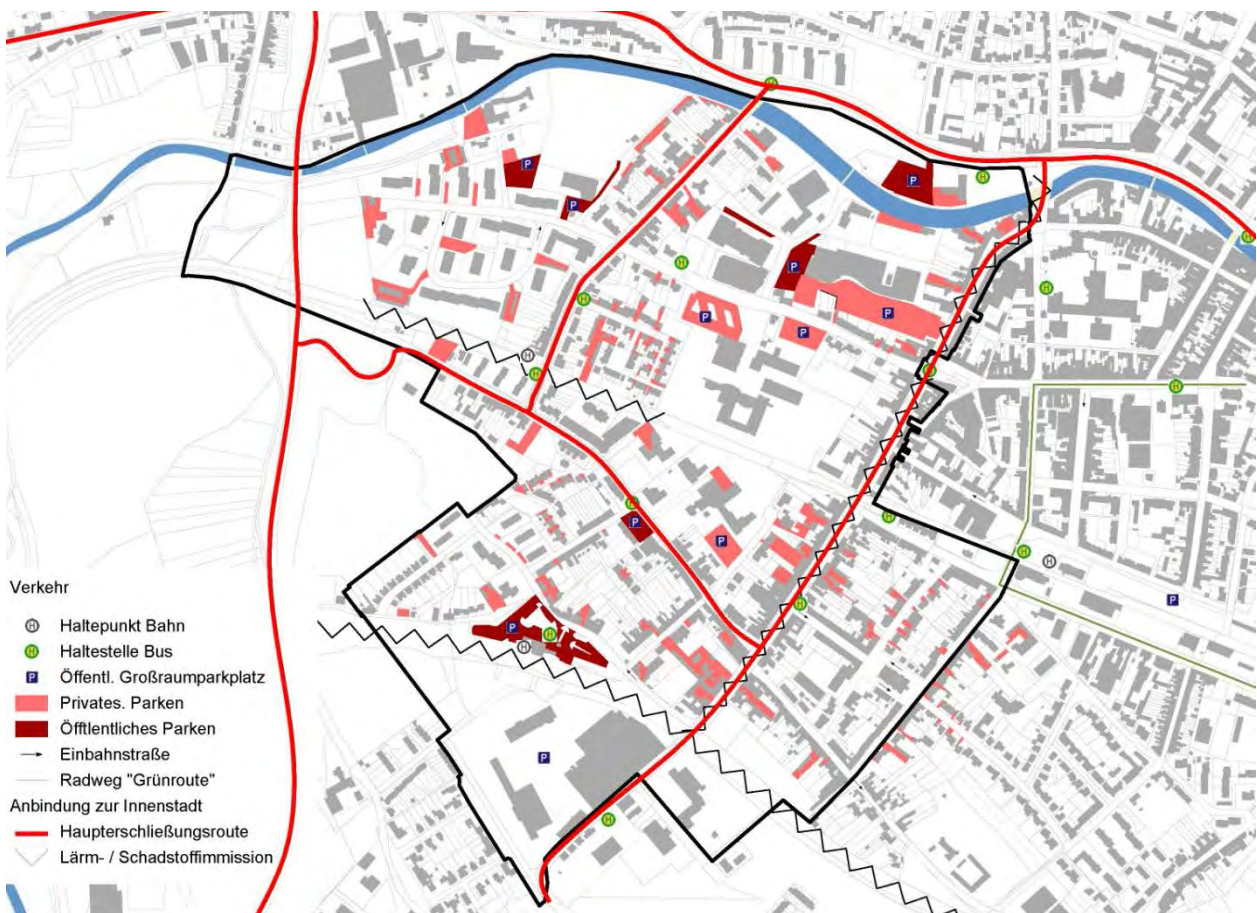 Verkehr
H Haltepunkt Bahn
H Haltestelle Bus
P Öffentl. Großraumparkplatz
Privates. Parken
Öfftlentliches Parken
Einbahnstraße
Radweg "Grünroute"
Anbindung zur Innenstadt
Haupterschließungsroute
Lärm- / Schadstoffimmission